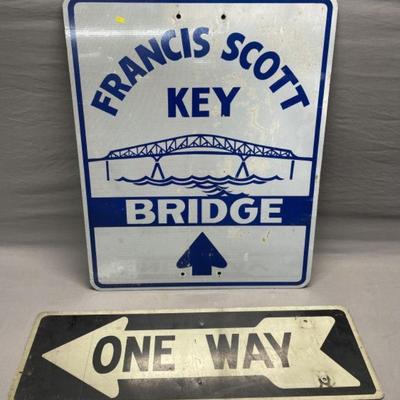 FRANCIS SCOTT
KEY
BRIDGE
ONE WAY